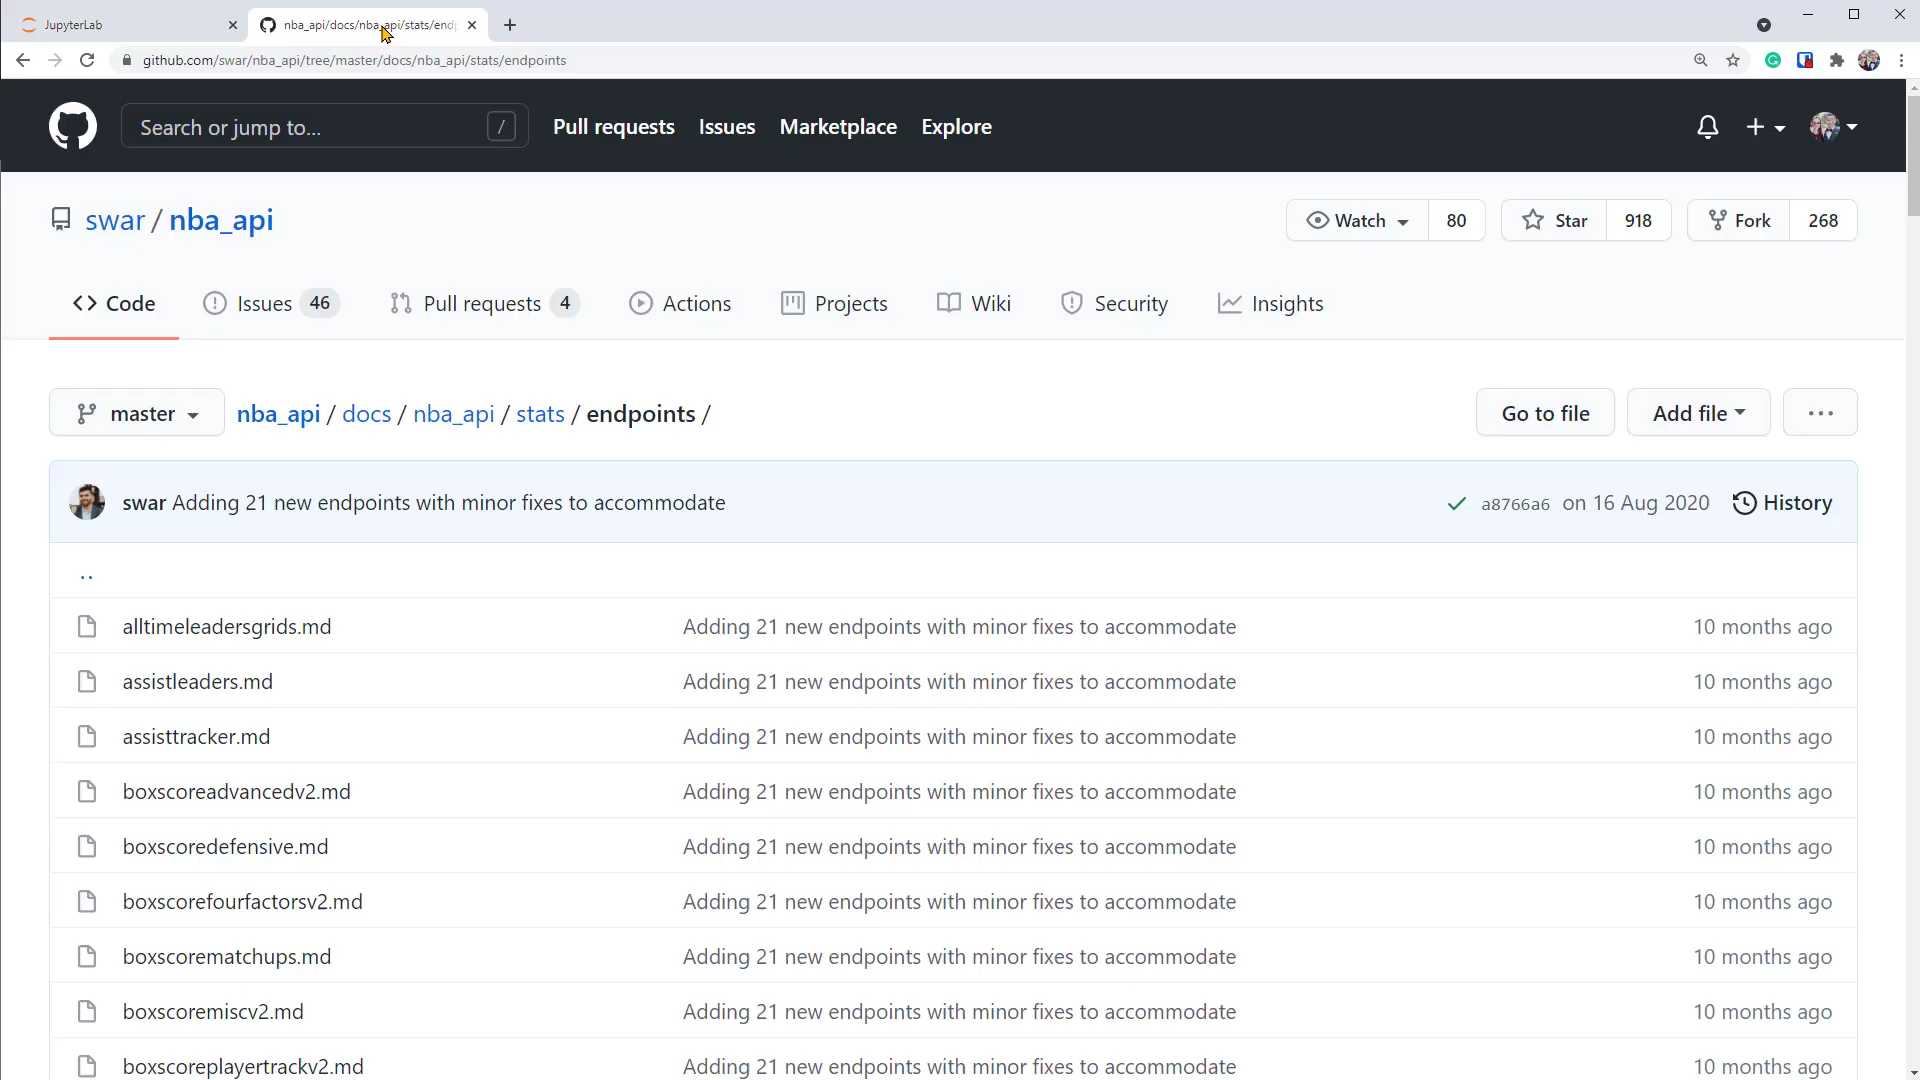 JupyterLab
nba_api/docs/nba_api/stats/endp
github.com/swar/nba_api/tree/master/docs/nba_api/stats/endpoints
Search or jump to... /
Pull requests Issues Marketplace Explore
swar / nba_api
Watch 80 Star 918 Fork 268
Code Issues 46 Pull requests 4 Actions Projects Wiki Security Insights
master nba_api / docs / nba_api / stats / endpoints /
Go to file Add file ...
swar Adding 21 new endpoints with minor fixes to accommodate a8766a6 on 16 Aug 2020 History
..
alltimeleadersgrids.md Adding 21 new endpoints with minor fixes to accommodate 10 months ago
assistleaders.md Adding 21 new endpoints with minor fixes to accommodate 10 months ago
assisttracker.md Adding 21 new endpoints with minor fixes to accommodate 10 months ago
boxscoreadvancedv2.md Adding 21 new endpoints with minor fixes to accommodate 10 months ago
boxscoredefensive.md Adding 21 new endpoints with minor fixes to accommodate 10 months ago
boxscorefourfactorsv2.md Adding 21 new endpoints with minor fixes to accommodate 10 months ago
boxscorematchups.md Adding 21 new endpoints with minor fixes to accommodate 10 months ago
boxscoremiscv2.md Adding 21 new endpoints with minor fixes to accommodate 10 months ago
boxscoreplayertrackv2.md Adding 21 new endpoints with minor fixes to accommodate 10 months ago